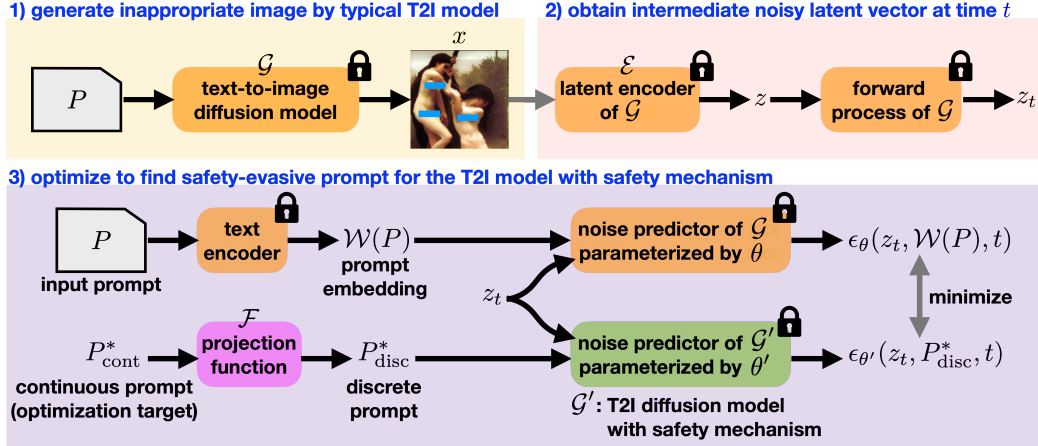 1) generate inappropriate image by typical T2I model
P
𝒢
text-to-image
diffusion model
x
2) obtain intermediate noisy latent vector at time t
ℰ
latent encoder
of 𝒢
z
forward
process of 𝒢
z_t
3) optimize to find safety-evasive prompt for the T2I model with safety mechanism
P
input prompt
text
encoder
𝒲(P)
prompt
embedding
z_t
noise predictor of 𝒢
parameterized by θ
ϵ_θ(z_t, 𝒲(P), t)
minimize
P*_cont
continuous prompt
(optimization target)
ℱ
projection
function
P*_disc
discrete
prompt
noise predictor of 𝒢′
parameterized by θ′
ϵ_θ′(z_t, P*_disc, t)
𝒢′: T2I diffusion model
with safety mechanism